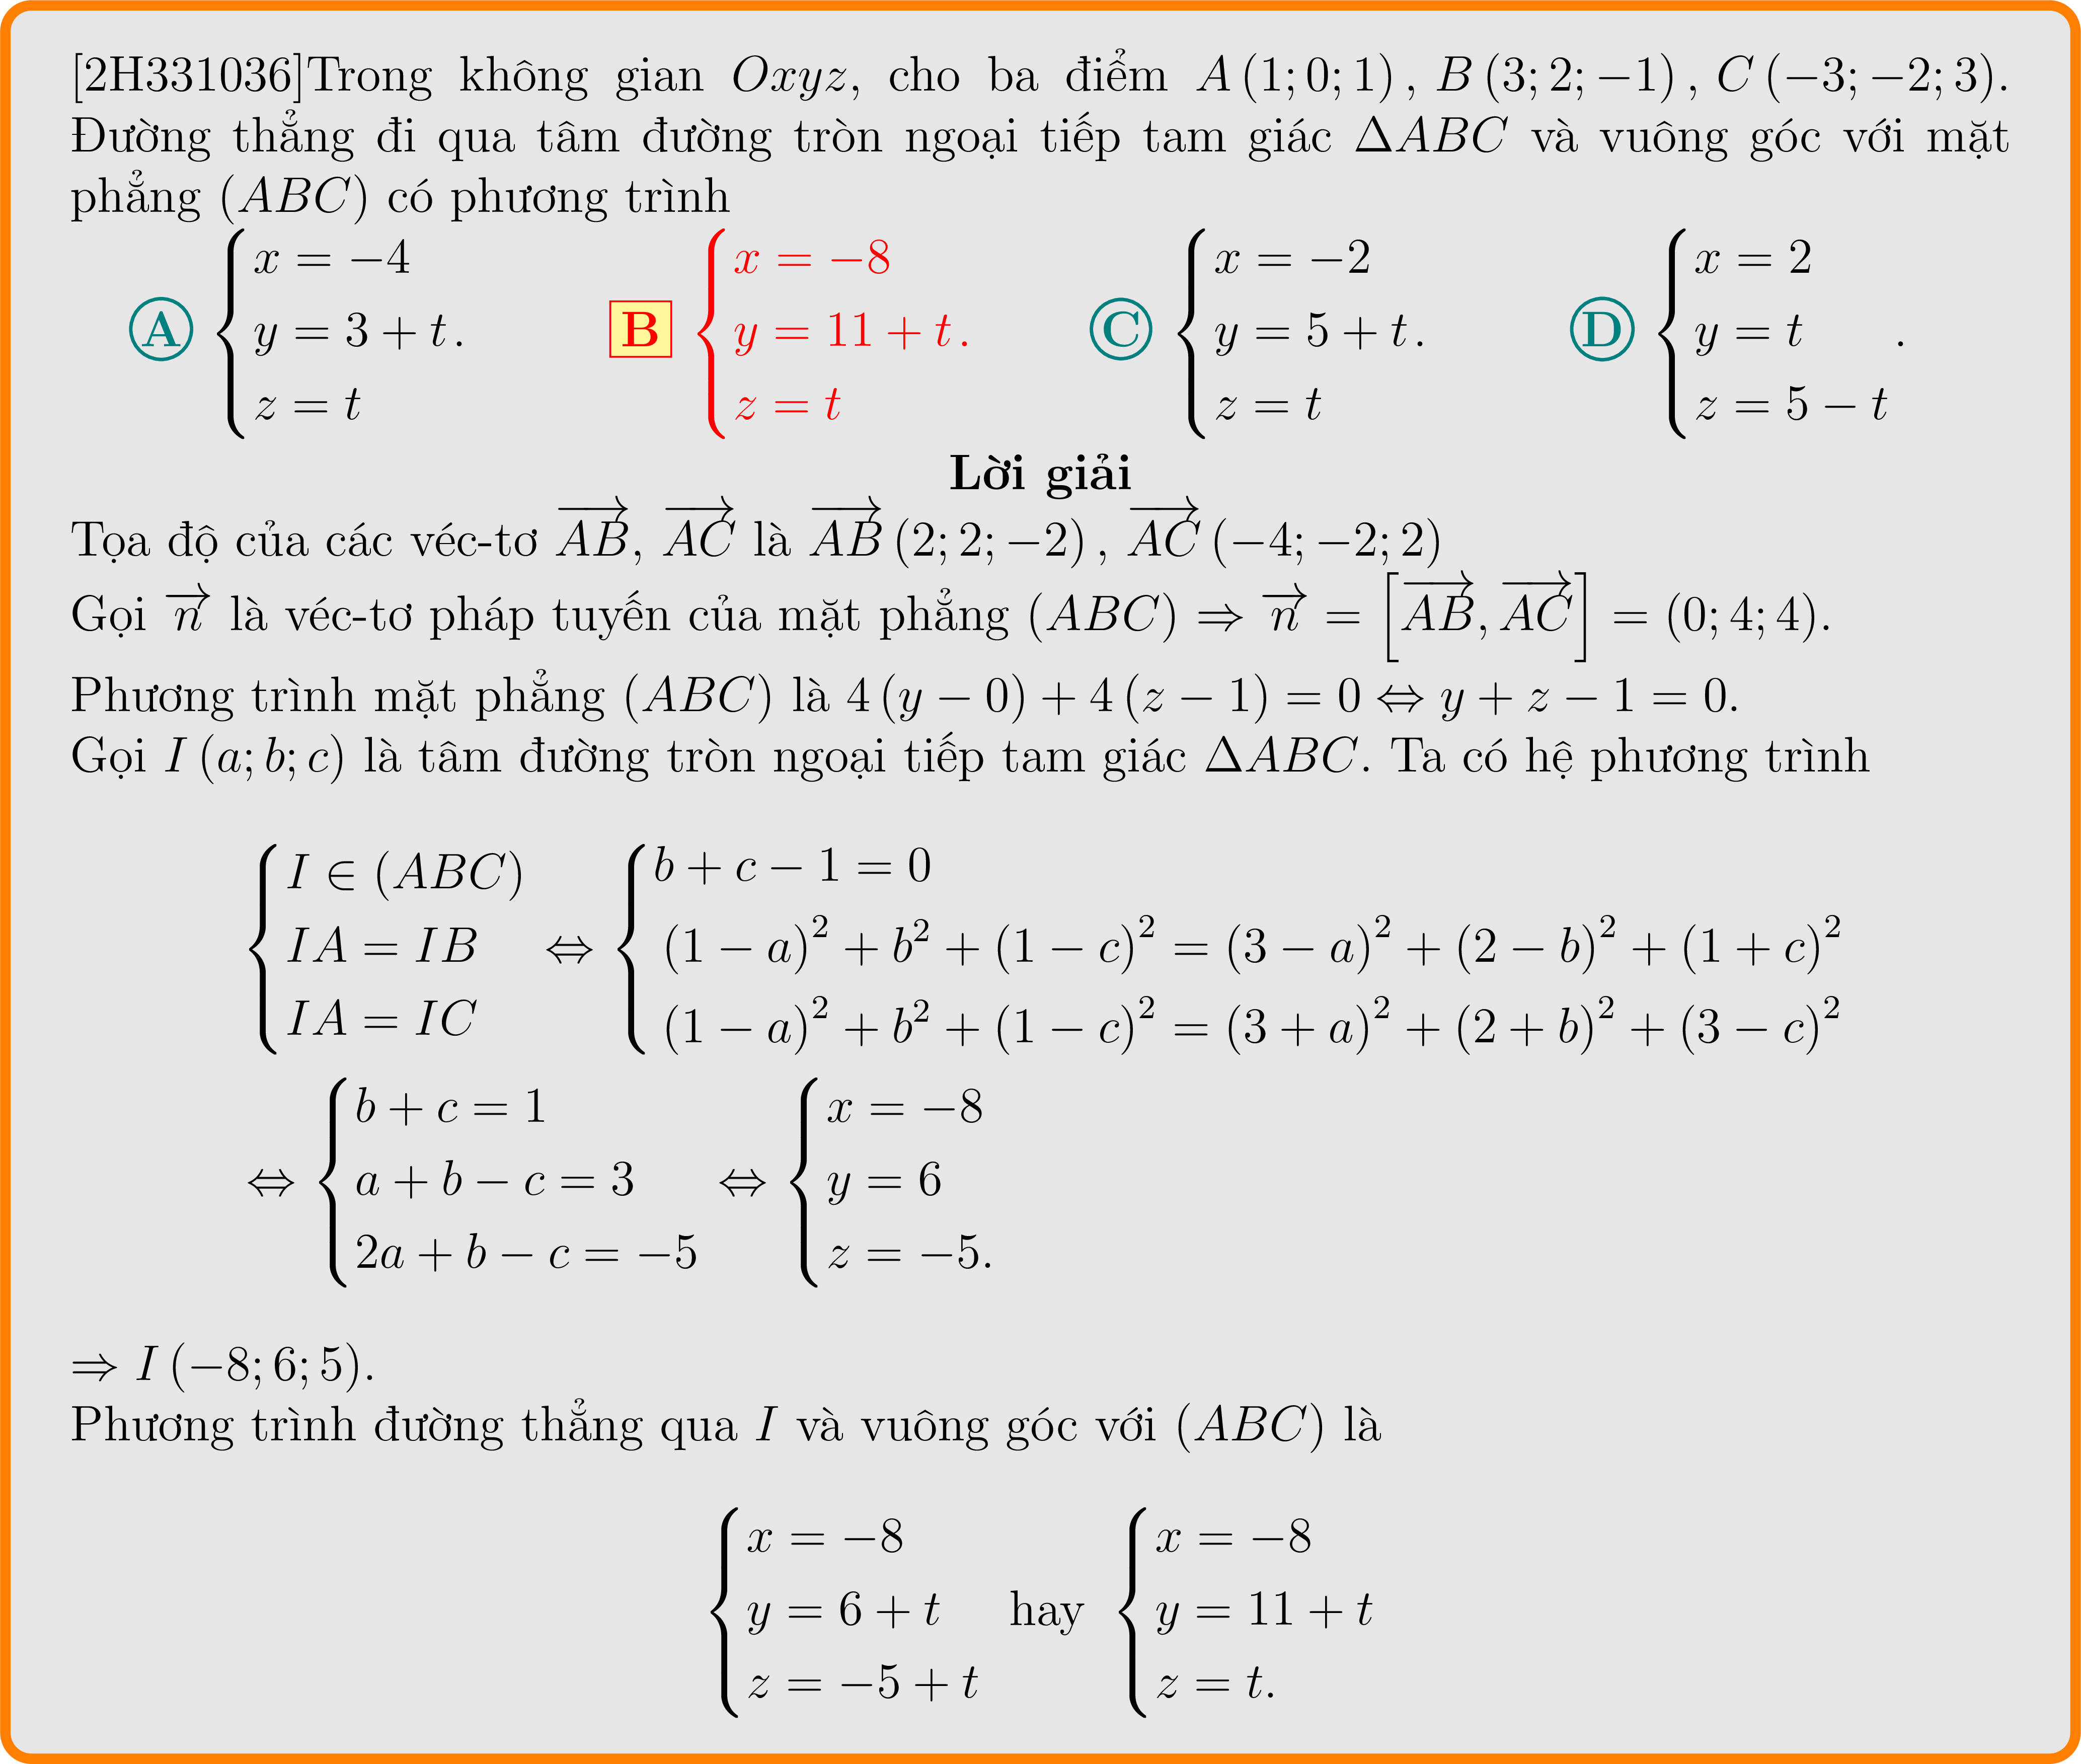 [2H331036]Trong không gian $Oxyz$, cho ba điểm $A\,(1;0;1)$, $B\,(3;2;-1)$, $C\,(-3;-2;3)$.
Đường thẳng đi qua tâm đường tròn ngoại tiếp tam giác $\Delta ABC$ và vuông góc với mặt
phẳng $(ABC)$ có phương trình
A $\begin{cases} x = -4 \\ y = 3 + t \\ z = t \end{cases}$. B $\begin{cases} x = -8 \\ y = 11 + t \\ z = t \end{cases}$. C $\begin{cases} x = -2 \\ y = 5 + t \\ z = t \end{cases}$. D $\begin{cases} x = 2 \\ y = t \\ z = 5 - t \end{cases}$.
Lời giải
Tọa độ của các véc-tơ $\overrightarrow{AB}$, $\overrightarrow{AC}$ là $\overrightarrow{AB}\,(2;2;-2)$, $\overrightarrow{AC}\,(-4;-2;2)$
Gọi $\overrightarrow{n}$ là véc-tơ pháp tuyến của mặt phẳng $(ABC) \Rightarrow \overrightarrow{n} = \left[\overrightarrow{AB}, \overrightarrow{AC}\right] = (0;4;4)$.
Phương trình mặt phẳng $(ABC)$ là $4\,(y-0) + 4\,(z-1) = 0 \Leftrightarrow y + z - 1 = 0$.
Gọi $I\,(a;b;c)$ là tâm đường tròn ngoại tiếp tam giác $\Delta ABC$. Ta có hệ phương trình
$\begin{cases} I \in (ABC) \\ IA = IB \\ IA = IC \end{cases} \Leftrightarrow \begin{cases} b + c - 1 = 0 \\ (1-a)^2 + b^2 + (1-c)^2 = (3-a)^2 + (2-b)^2 + (1+c)^2 \\ (1-a)^2 + b^2 + (1-c)^2 = (3+a)^2 + (2+b)^2 + (3-c)^2 \end{cases}$
$\Leftrightarrow \begin{cases} b + c = 1 \\ a + b - c = 3 \\ 2a + b - c = -5 \end{cases} \Leftrightarrow \begin{cases} x = -8 \\ y = 6 \\ z = -5. \end{cases}$
$\Rightarrow I\,(-8;6;5)$.
Phương trình đường thẳng qua $I$ và vuông góc với $(ABC)$ là
$\begin{cases} x = -8 \\ y = 6 + t \\ z = -5 + t \end{cases}$ hay $\begin{cases} x = -8 \\ y = 11 + t \\ z = t. \end{cases}$